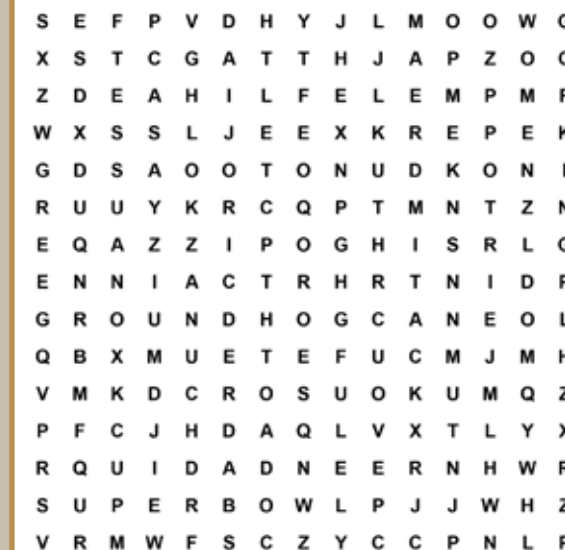 S E F P V D H Y J L M O O W
X S T C G A T T H J A P Z O
Z D E A H I L F E L E M P M
W X S S L J E E X K R E P E
G D S A O O T O N U D K O N
R U U Y K R C Q P T M N T Z
E Q A Z Z I P O G H I S R L
E N N I A C T R H R T N I D
G R O U N D H O G C A N E O
Q B X M U E T E F U C M J M
V M K D C R O S U O K U M Q
P F C J H D A Q L V X T L Y
R Q U I D A D N E E R N H W
S U P E R B O W L P J J W H
V R M W F S C Z Y C C P N L